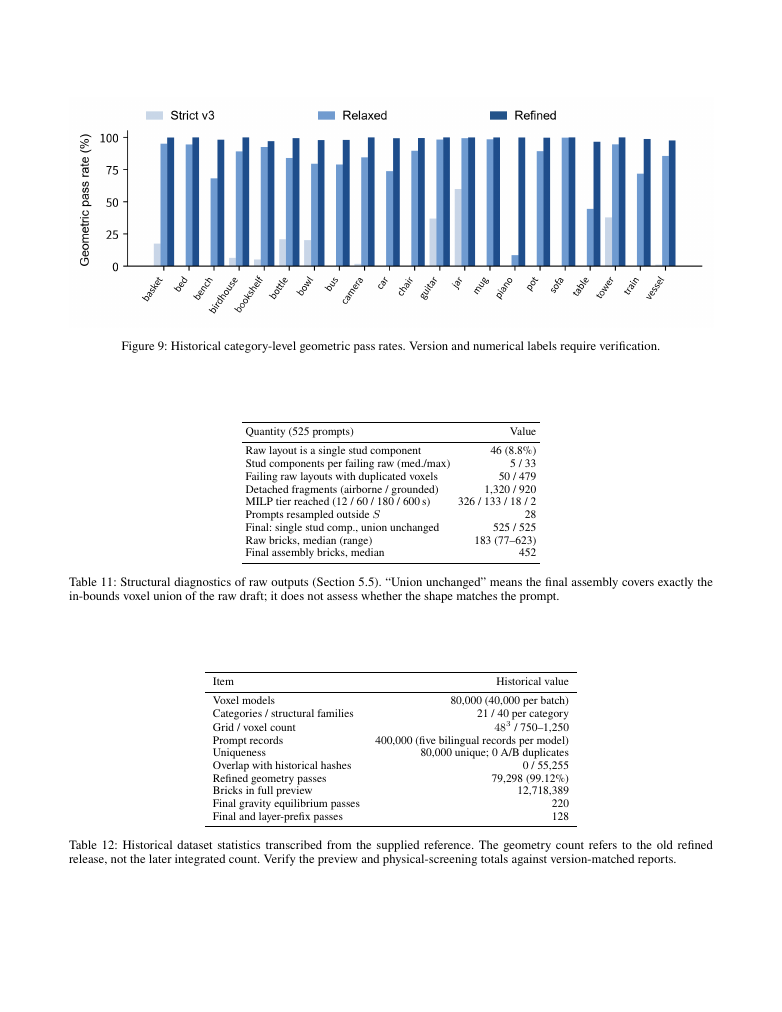 Strict v3 Relaxed Refined
Geometric pass rate (%)
100
75
50
25
0
basket bed bench birdhouse bookshelf bottle bowl bus camera car chair guitar jar mug piano pot sofa table tower train vessel
Figure 9: Historical category-level geometric pass rates. Version and numerical labels require verification.
Quantity (525 prompts) Value
Raw layout is a single stud component 46 (8.8%)
Stud components per failing raw (med./max) 5 / 33
Failing raw layouts with duplicated voxels 50 / 479
Detached fragments (airborne / grounded) 1,320 / 920
MILP tier reached (12 / 60 / 180 / 600 s) 326 / 133 / 18 / 2
Prompts resampled outside S 28
Final: single stud comp., union unchanged 525 / 525
Raw bricks, median (range) 183 (77–623)
Final assembly bricks, median 452
Table 11: Structural diagnostics of raw outputs (Section 5.5). “Union unchanged” means the final assembly covers exactly the
in-bounds voxel union of the raw draft; it does not assess whether the shape matches the prompt.
Item Historical value
Voxel models 80,000 (40,000 per batch)
Categories / structural families 21 / 40 per category
Grid / voxel count 48³ / 750–1,250
Prompt records 400,000 (five bilingual records per model)
Uniqueness 80,000 unique; 0 A/B duplicates
Overlap with historical hashes 0 / 55,255
Refined geometry passes 79,298 (99.12%)
Bricks in full preview 12,718,389
Final gravity equilibrium passes 220
Final and layer-prefix passes 128
Table 12: Historical dataset statistics transcribed from the supplied reference. The geometry count refers to the old refined
release, not the later integrated count. Verify the preview and physical-screening totals against version-matched reports.